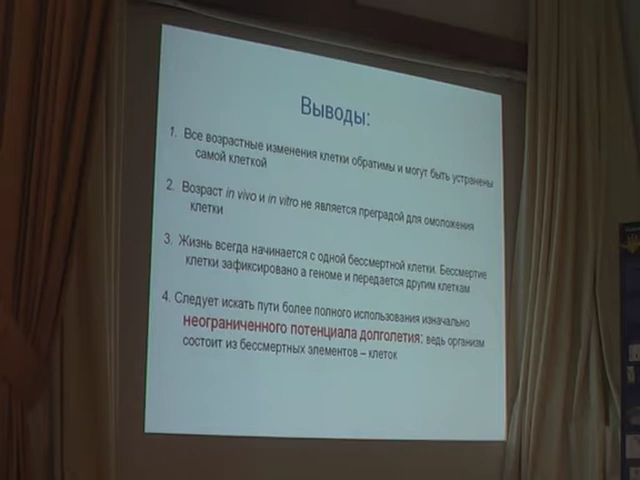 Выводы:
1. Все возрастные изменения клетки обратимы и могут быть устранены
самой клеткой
2. Возраст in vivo и in vitro не является преградой для омоложения
клетки
3. Жизнь всегда начинается с одной бессмертной клетки. Бессмертие
клетки зафиксировано а геноме и передается другим клеткам
4. Следует искать пути более полного использования изначально
неограниченного потенциала долголетия: ведь организм
состоит из бессмертных элементов – клеток